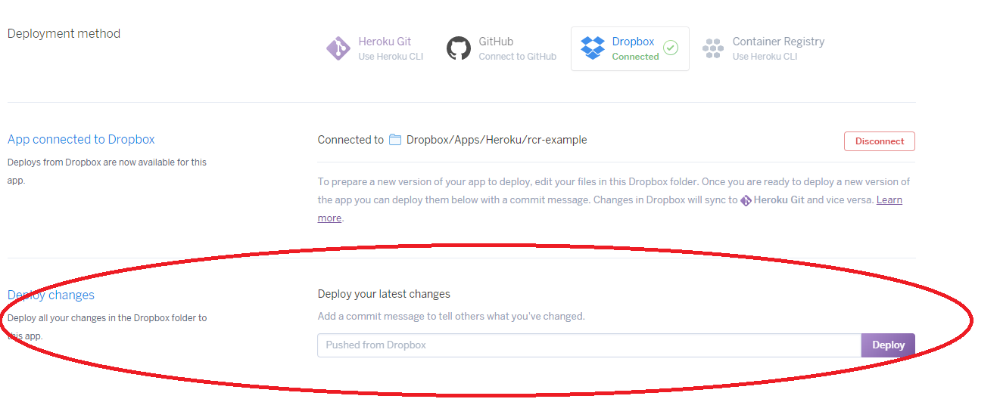 Deployment method
Heroku Git
Use Heroku CLI
GitHub
Connect to GitHub
Dropbox
Connected
Container Registry
Use Heroku CLI
App connected to Dropbox
Deploys from Dropbox are now available for this
app.
Connected to Dropbox/Apps/Heroku/rcr-example
Disconnect
To prepare a new version of your app to deploy, edit your files in this Dropbox folder. Once you are ready to deploy a new version of
the app you can deploy them below with a commit message. Changes in Dropbox will sync to Heroku Git and vice versa. Learn
more.
Deploy changes
Deploy all your changes in the Dropbox folder to
this app.
Deploy your latest changes
Add a commit message to tell others what you've changed.
Pushed from Dropbox
Deploy